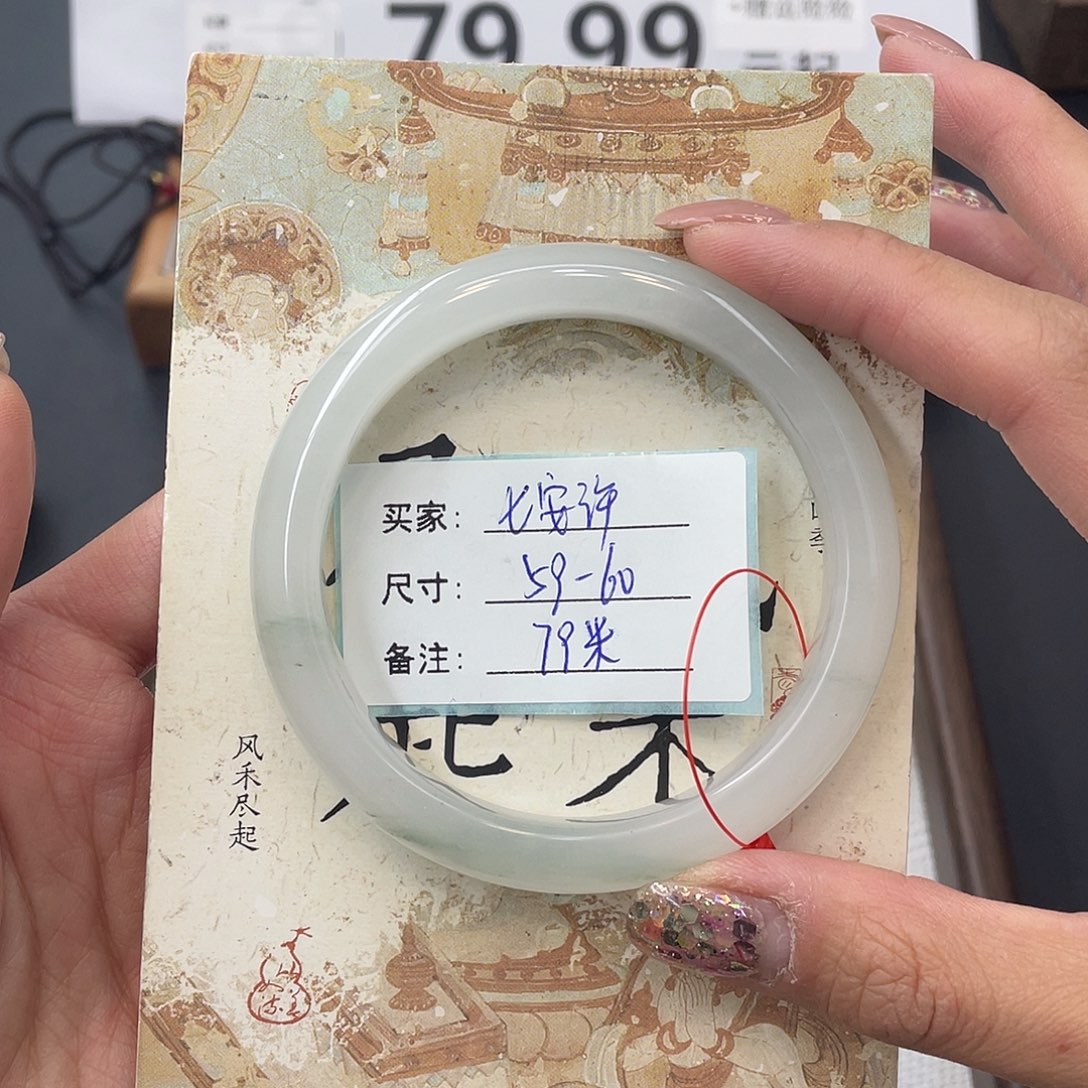 79.99
元起
买家：七安许
尺寸：59-60
备注：79米
风禾尽起